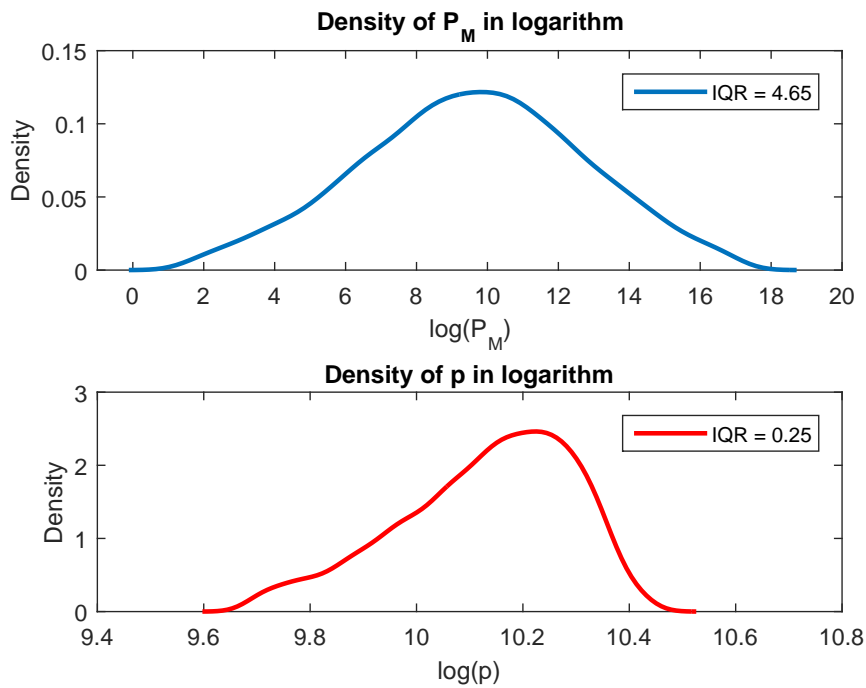 Density of P_M in logarithm
0.15
0.1
0.05
0
Density
IQR = 4.65
0 2 4 6 8 10 12 14 16 18 20
log(P_M)
Density of p in logarithm
3
2
1
0
Density
IQR = 0.25
9.4 9.6 9.8 10 10.2 10.4 10.6 10.8
log(p)